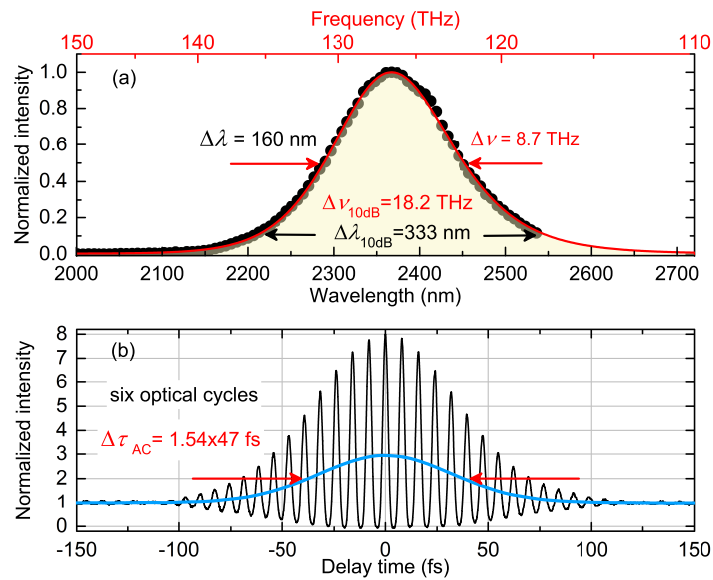 Frequency (THz)
150 140 130 120 110
(a)
Normalized intensity
1.0
0.8
0.6
0.4
0.2
0.0
Δλ = 160 nm
Δν = 8.7 THz
Δν10dB=18.2 THz
Δλ10dB=333 nm
2000 2100 2200 2300 2400 2500 2600 2700
Wavelength (nm)
(b)
Normalized intensity
8
7
6
5
4
3
2
1
0
six optical cycles
Δτ AC= 1.54x47 fs
-150 -100 -50 0 50 100 150
Delay time (fs)